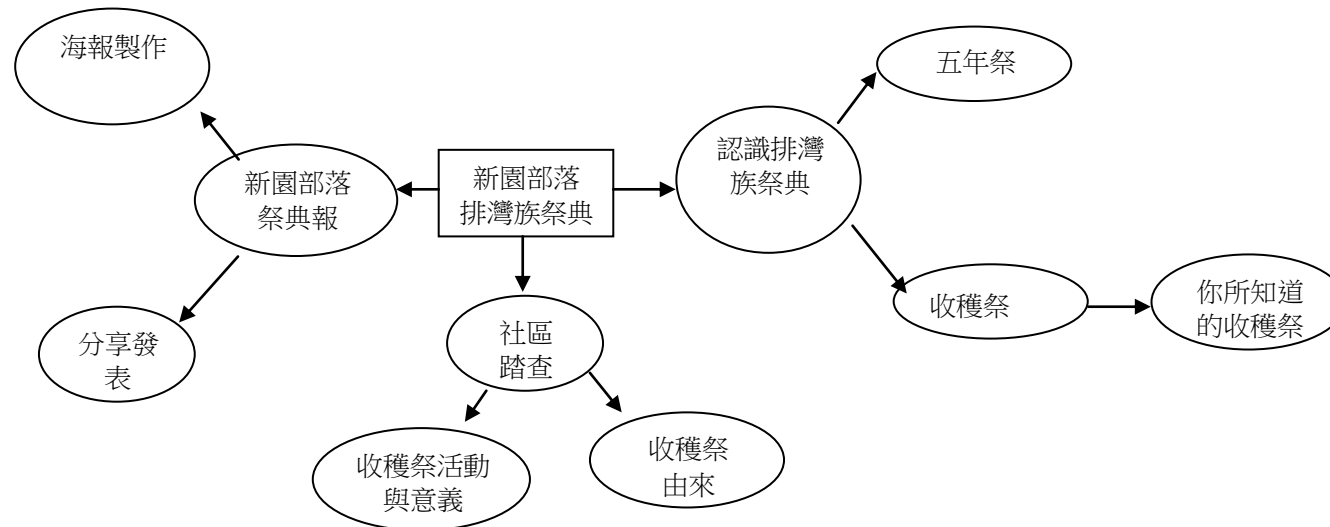 海報製作
五年祭
認識排灣
族祭典
新園部落
祭典報
新園部落
排灣族祭典
收穫祭
你所知道
的收穫祭
社區
踏查
分享發
表
收穫祭活動
與意義
收穫祭
由來